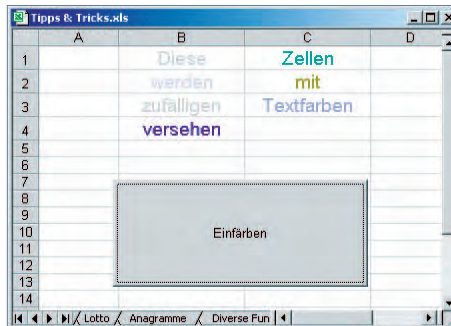 Tipps & Tricks.xls
A B C D
1 Diese Zellen
2 werden mit
3 zufälligen Textfarben
4 versehen
5
6
7
8
9
10 Einfärben
11
12
13
14
Lotto Anagramme Diverse Fun